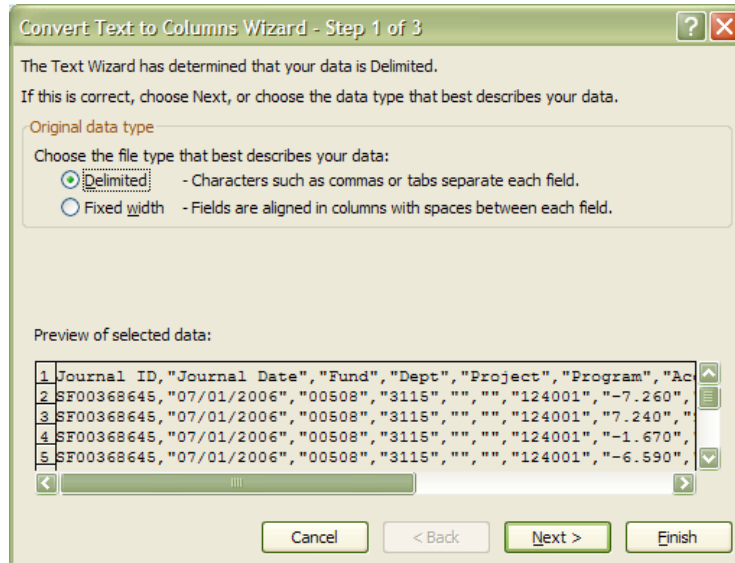 Convert Text to Columns Wizard - Step 1 of 3
The Text Wizard has determined that your data is Delimited.
If this is correct, choose Next, or choose the data type that best describes your data.
Original data type
Choose the file type that best describes your data:
Delimited - Characters such as commas or tabs separate each field.
Fixed width - Fields are aligned in columns with spaces between each field.
Preview of selected data:
1 Journal ID,"Journal Date","Fund","Dept","Project","Program","Acc
2 SF00368645,"07/01/2006","00508","3115","","","124001","-7.260",
3 SF00368645,"07/01/2006","00508","3115","","","124001","7.240",
4 SF00368645,"07/01/2006","00508","3115","","","124001","-1.670",
5 SF00368645,"07/01/2006","00508","3115","","","124001","-6.590",
Cancel < Back Next > Finish